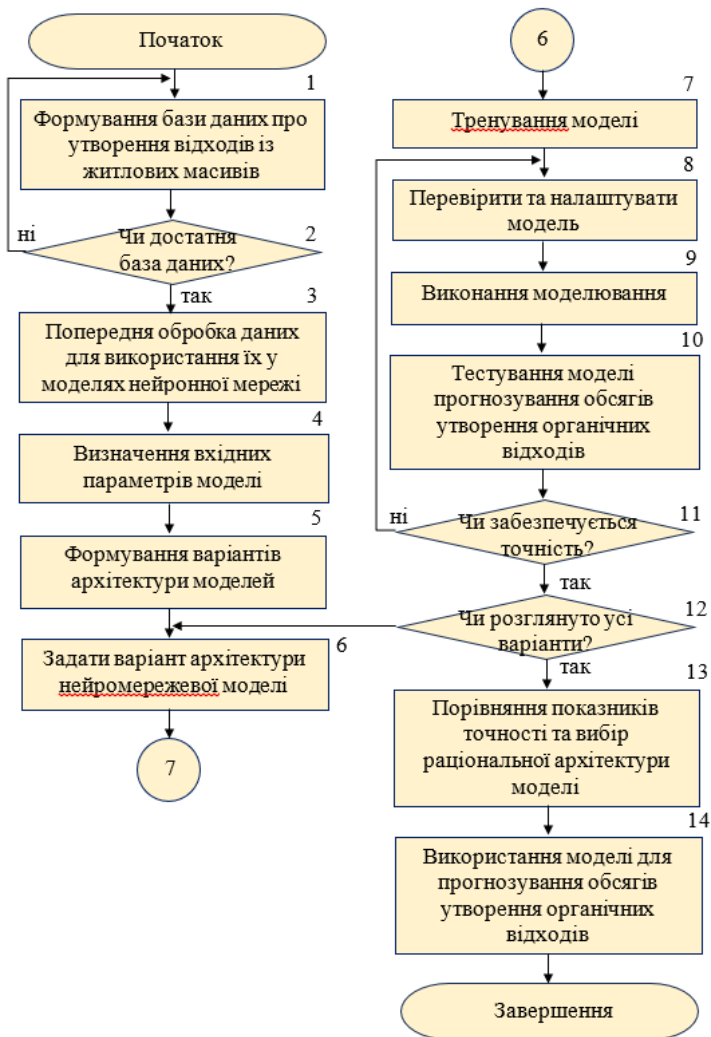 Початок
1
Формування бази даних про
утворення відходів із
житлових масивів
ні
Чи достатня
база даних?
2
так
3
Попередня обробка даних
для використання їх у
моделях нейронної мережі
4
Визначення вхідних
параметрів моделі
5
Формування варіантів
архітектури моделей
6
Задати варіант архітектури
нейромережевої моделі
7
6
7
Тренування моделі
8
Перевірити та налаштувати
модель
9
Виконання моделювання
10
Тестування моделі
прогнозування обсягів
утворення органічних
відходів
ні
Чи забезпечується
точність?
11
так
12
Чи розглянуто усі
варіанти?
так
13
Порівняння показників
точності та вибір
раціональної архітектури
моделі
14
Використання моделі для
прогнозування обсягів
утворення органічних
відходів
Завершення